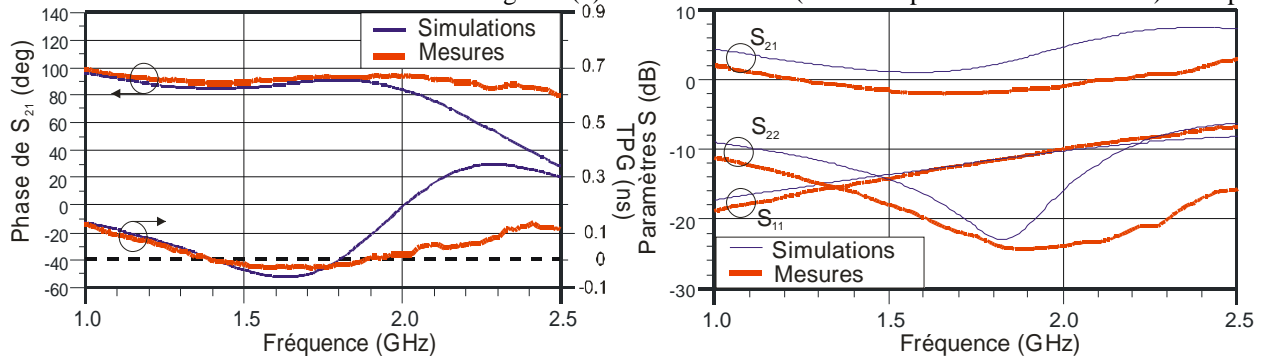 140
120
100
80
60
40
20
0
-20
-40
-60
Phase de S21 (deg)
Simulations
Mesures
0.9
0.7
0.5
0.3
0.1
0
-0.1
TPG (ns)
1.0 1.5 2.0 2.5
Fréquence (GHz)
10
0
-10
-20
-30
Paramètres S (dB)
S21
S22
S11
Simulations
Mesures
1.0 1.5 2.0 2.5
Fréquence (GHz)